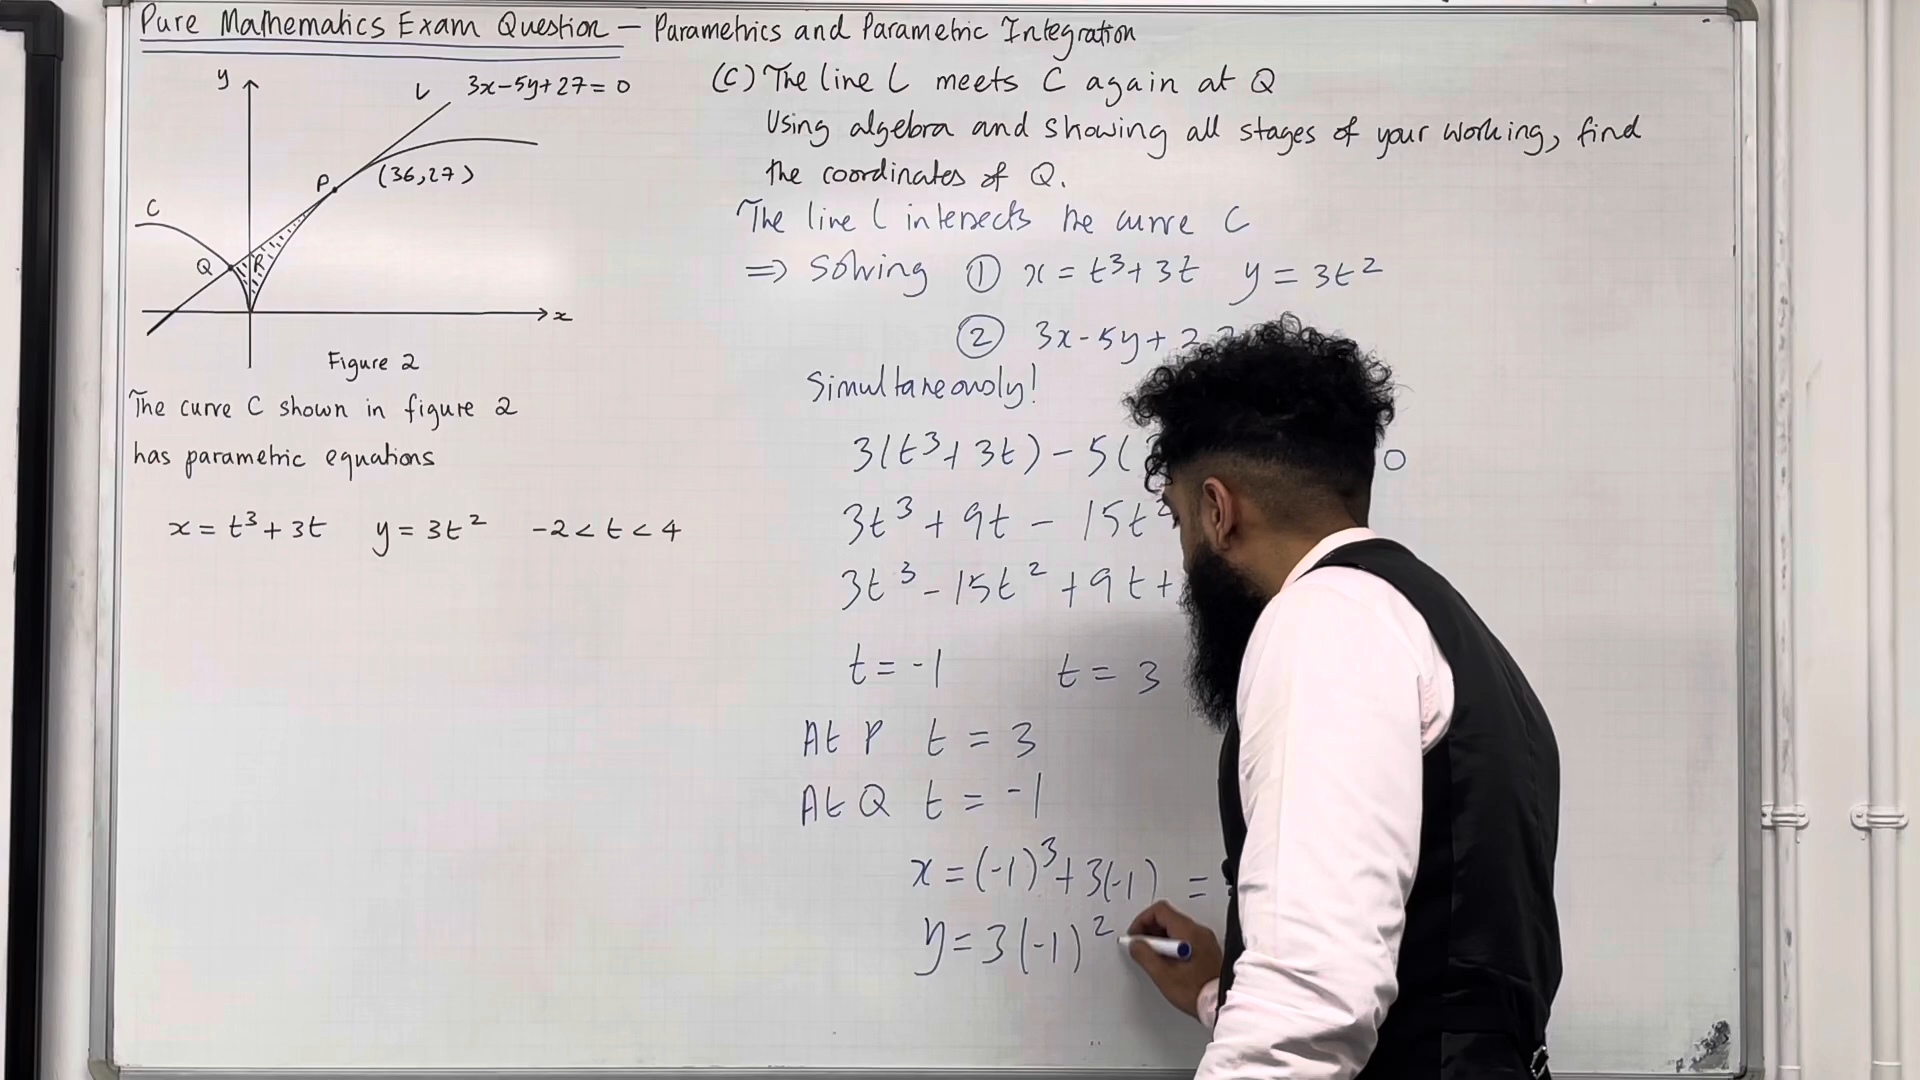 Pure Mathematics Exam Question – Parametrics and Parametric Integration
y
L 3x-5y+27=0
P
(36,27)
C
Q
R
x
Figure 2
The curve C shown in figure 2
has parametric equations
x = t³+3t y = 3t² -2<t<4
(C) The line L meets C again at Q
Using algebra and showing all stages of your working, find
the coordinates of Q.
The line L intersects the curve C
⇒ Solving ① x = t³+3t y = 3t²
② 3x-5y+2
Simultaneously!
3(t³+3t)-5( 0
3t³+9t-15t²
3t³-15t²+9t+
t=-1 t=3
At P t = 3
At Q t = -1
x=(-1)³+3(-1) =
y=3(-1)²